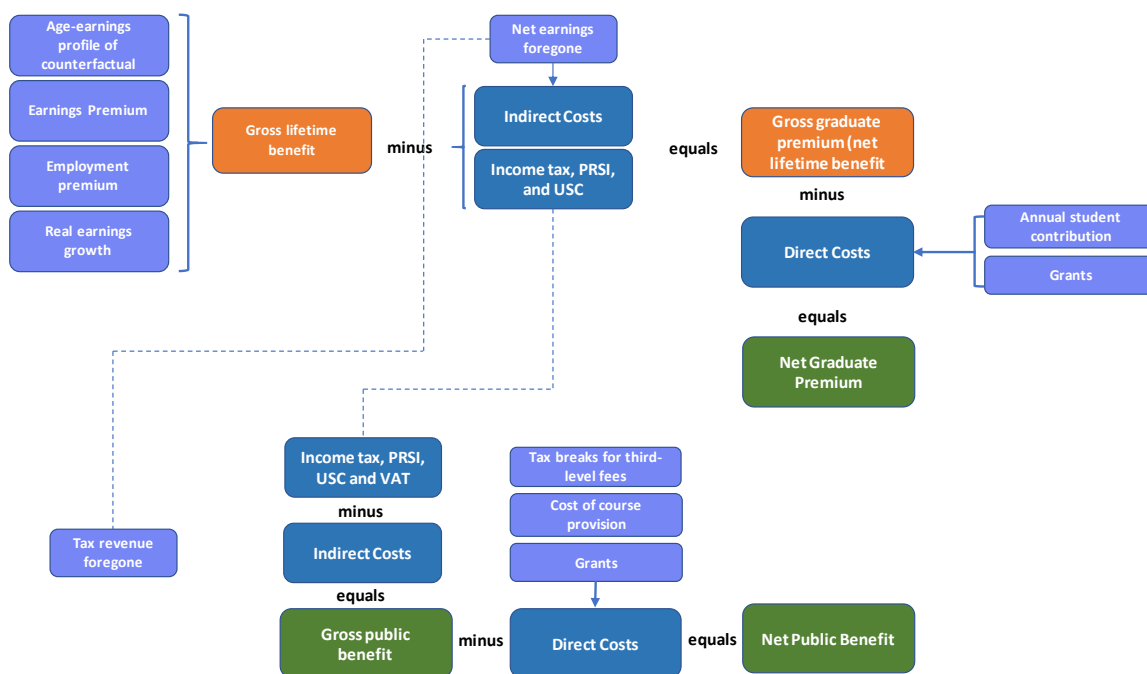 Age-earnings
profile of
counterfactual
Earnings Premium
Employment
premium
Real earnings
growth
Gross lifetime
benefit
minus
Net earnings
foregone
Indirect Costs
Income tax, PRSI,
and USC
equals
Gross graduate
premium (net
lifetime benefit
minus
Direct Costs
Annual student
contribution
Grants
equals
Net Graduate
Premium
Tax revenue
foregone
Income tax, PRSI,
USC and VAT
minus
Indirect Costs
equals
Gross public
benefit
minus
Tax breaks for third-
level fees
Cost of course
provision
Grants
Direct Costs
equals
Net Public Benefit